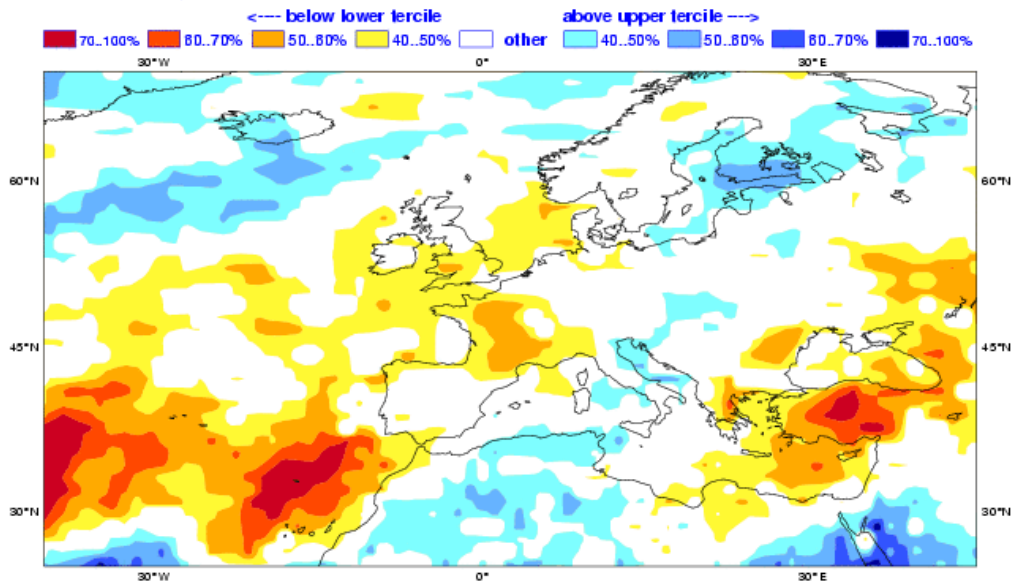 <---- below lower tercile above upper tercile ---->
70..100% 60..70% 50..60% 40..50% other 40..50% 50..60% 60..70% 70..100%
30°W 0° 30°E
60°N 60°N
45°N 45°N
30°N 30°N
30°W 0° 30°E